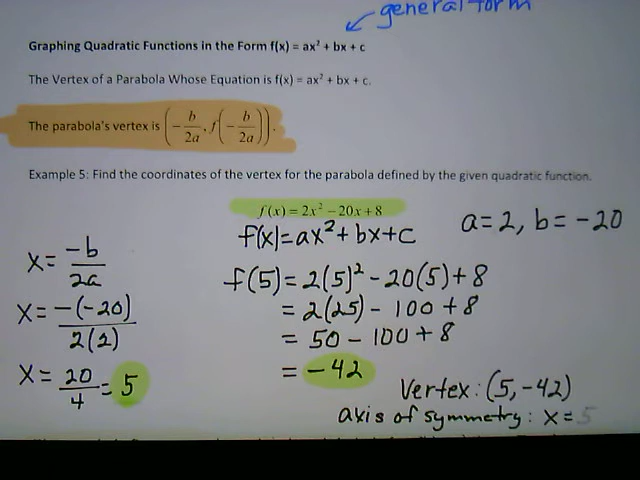 general form
Graphing Quadratic Functions in the Form f(x) = ax² + bx + c
The Vertex of a Parabola Whose Equation is f(x) = ax² + bx + c.
The parabola's vertex is (-b/2a, f(-b/2a)).
Example 5: Find the coordinates of the vertex for the parabola defined by the given quadratic function.
f(x) = 2x² - 20x + 8
f(x) = ax² + bx + c
a = 2, b = -20
x = -b/2a
x = -(-20)/2(2)
x = 20/4 = 5
f(5) = 2(5)² - 20(5) + 8
= 2(25) - 100 + 8
= 50 - 100 + 8
= -42
Vertex: (5, -42)
axis of symmetry: x = 5